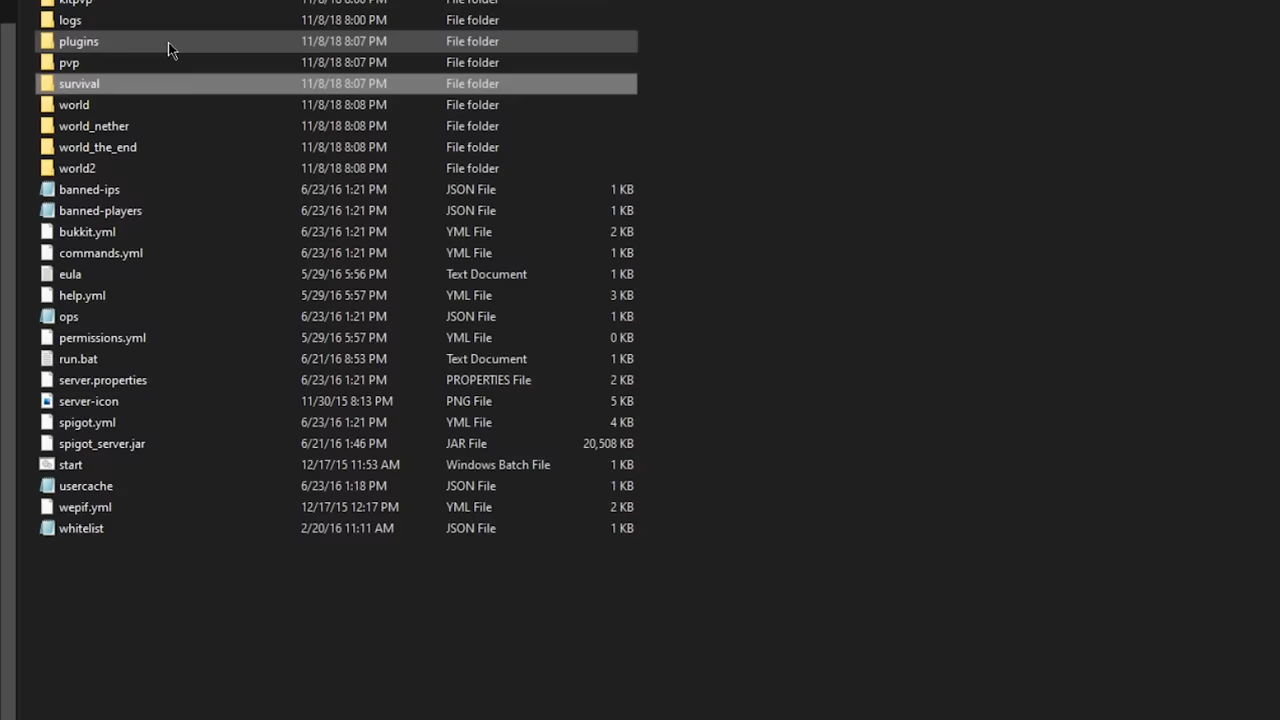 kitpvp 11/8/18 8:00 PM File folder
logs 11/8/18 8:00 PM File folder
plugins 11/8/18 8:07 PM File folder
pvp 11/8/18 8:07 PM File folder
survival 11/8/18 8:07 PM File folder
world 11/8/18 8:08 PM File folder
world_nether 11/8/18 8:08 PM File folder
world_the_end 11/8/18 8:08 PM File folder
world2 11/8/18 8:08 PM File folder
banned-ips 6/23/16 1:21 PM JSON File 1 KB
banned-players 6/23/16 1:21 PM JSON File 1 KB
bukkit.yml 6/23/16 1:21 PM YML File 2 KB
commands.yml 6/23/16 1:21 PM YML File 1 KB
eula 5/29/16 5:56 PM Text Document 1 KB
help.yml 5/29/16 5:57 PM YML File 3 KB
ops 6/23/16 1:21 PM JSON File 1 KB
permissions.yml 5/29/16 5:57 PM YML File 0 KB
run.bat 6/21/16 8:53 PM Text Document 1 KB
server.properties 6/23/16 1:21 PM PROPERTIES File 2 KB
server-icon 11/30/15 8:13 PM PNG File 5 KB
spigot.yml 6/23/16 1:21 PM YML File 4 KB
spigot_server.jar 6/21/16 1:46 PM JAR File 20,508 KB
start 12/17/15 11:53 AM Windows Batch File 1 KB
usercache 6/23/16 1:18 PM JSON File 1 KB
wepif.yml 12/17/15 12:17 PM YML File 2 KB
whitelist 2/20/16 11:11 AM JSON File 1 KB